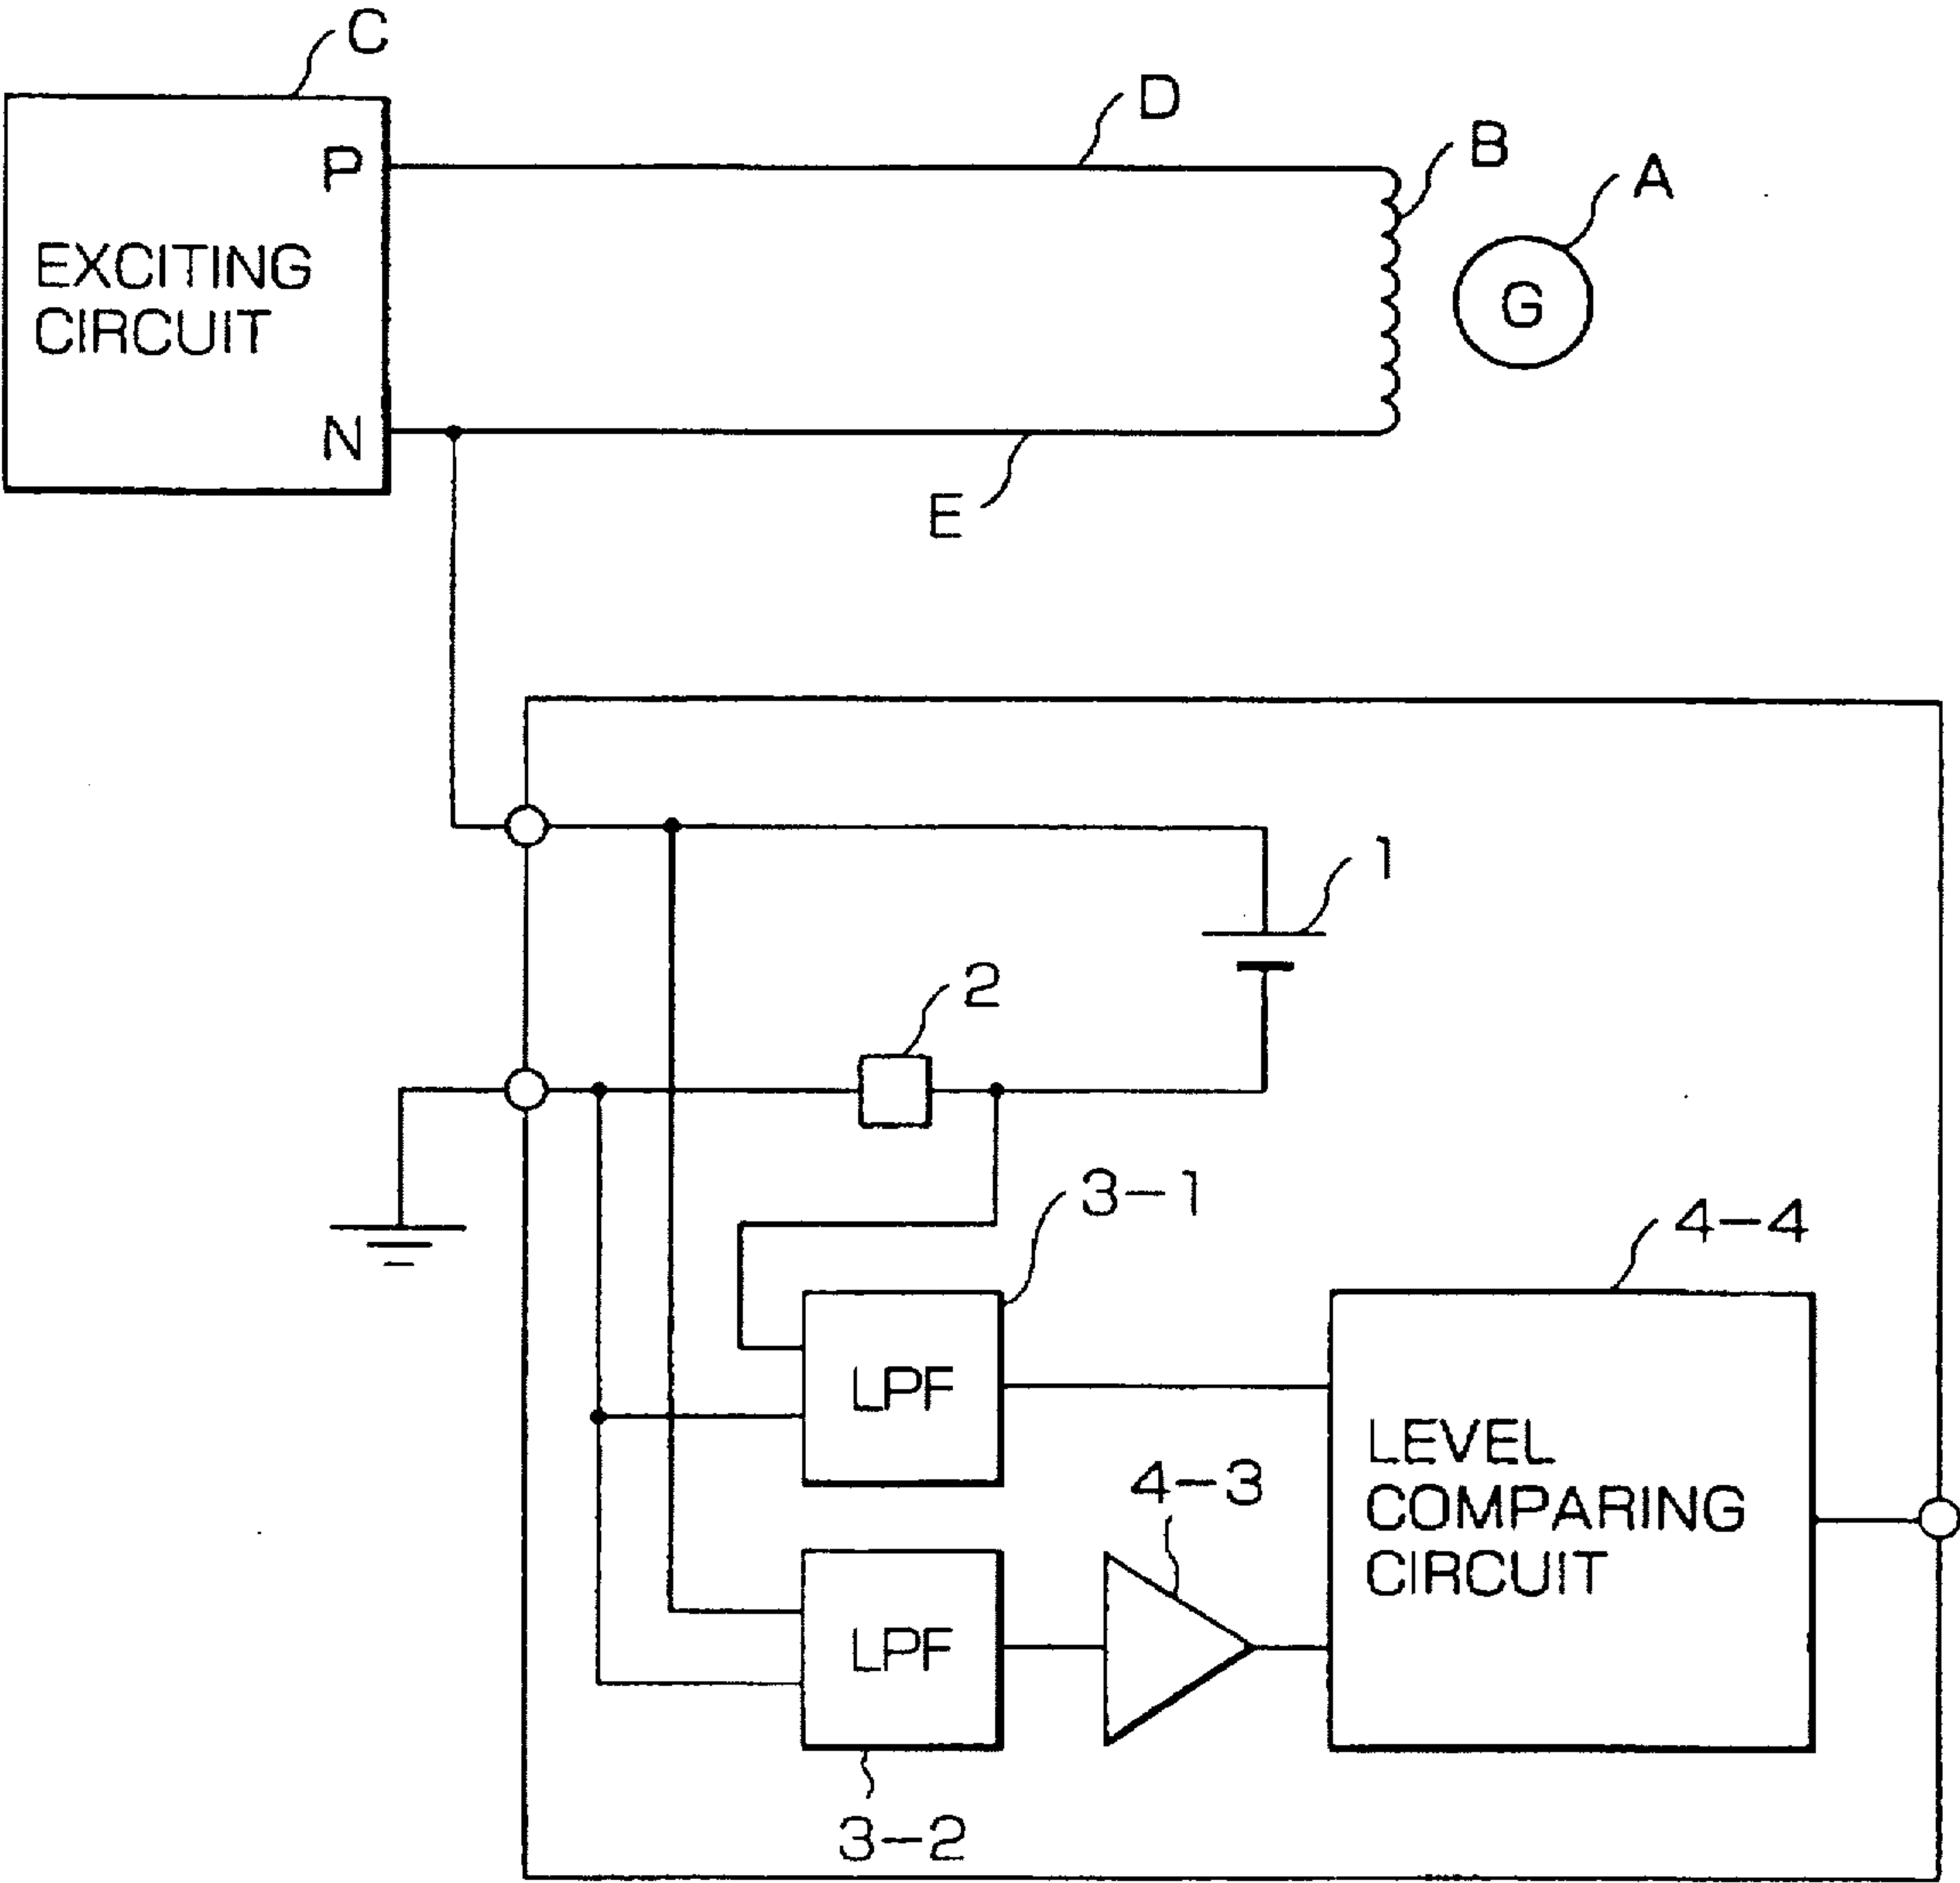 C
D
B
A
P
EXCITING
CIRCUIT
G
N
E
1
2
3-1
4-4
LPF
LEVEL
COMPARING
CIRCUIT
4-3
LPF
3-2